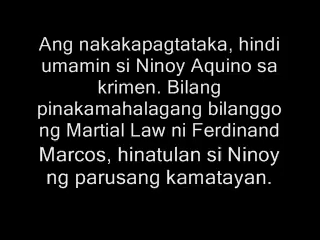 Ang nakakapagtataka, hindi
umamin si Ninoy Aquino sa
krimen. Bilang
pinakamahalagang bilanggo
ng Martial Law ni Ferdinand
Marcos, hinatulan si Ninoy
ng parusang kamatayan.